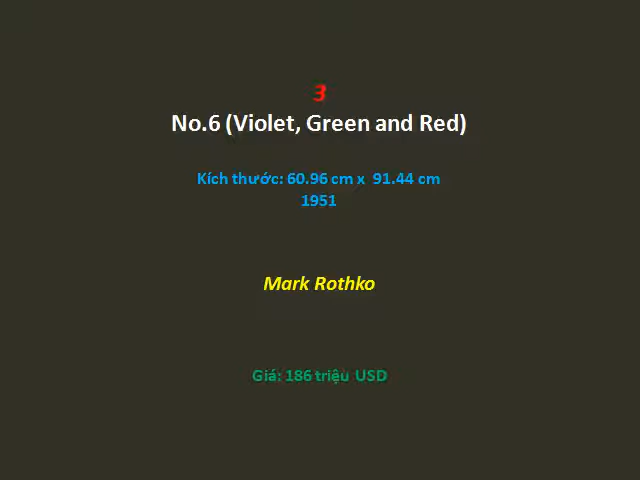 3
No.6 (Violet, Green and Red)
Kích thước: 60.96 cm x 91.44 cm
1951
Mark Rothko
Giá: 186 triệu USD